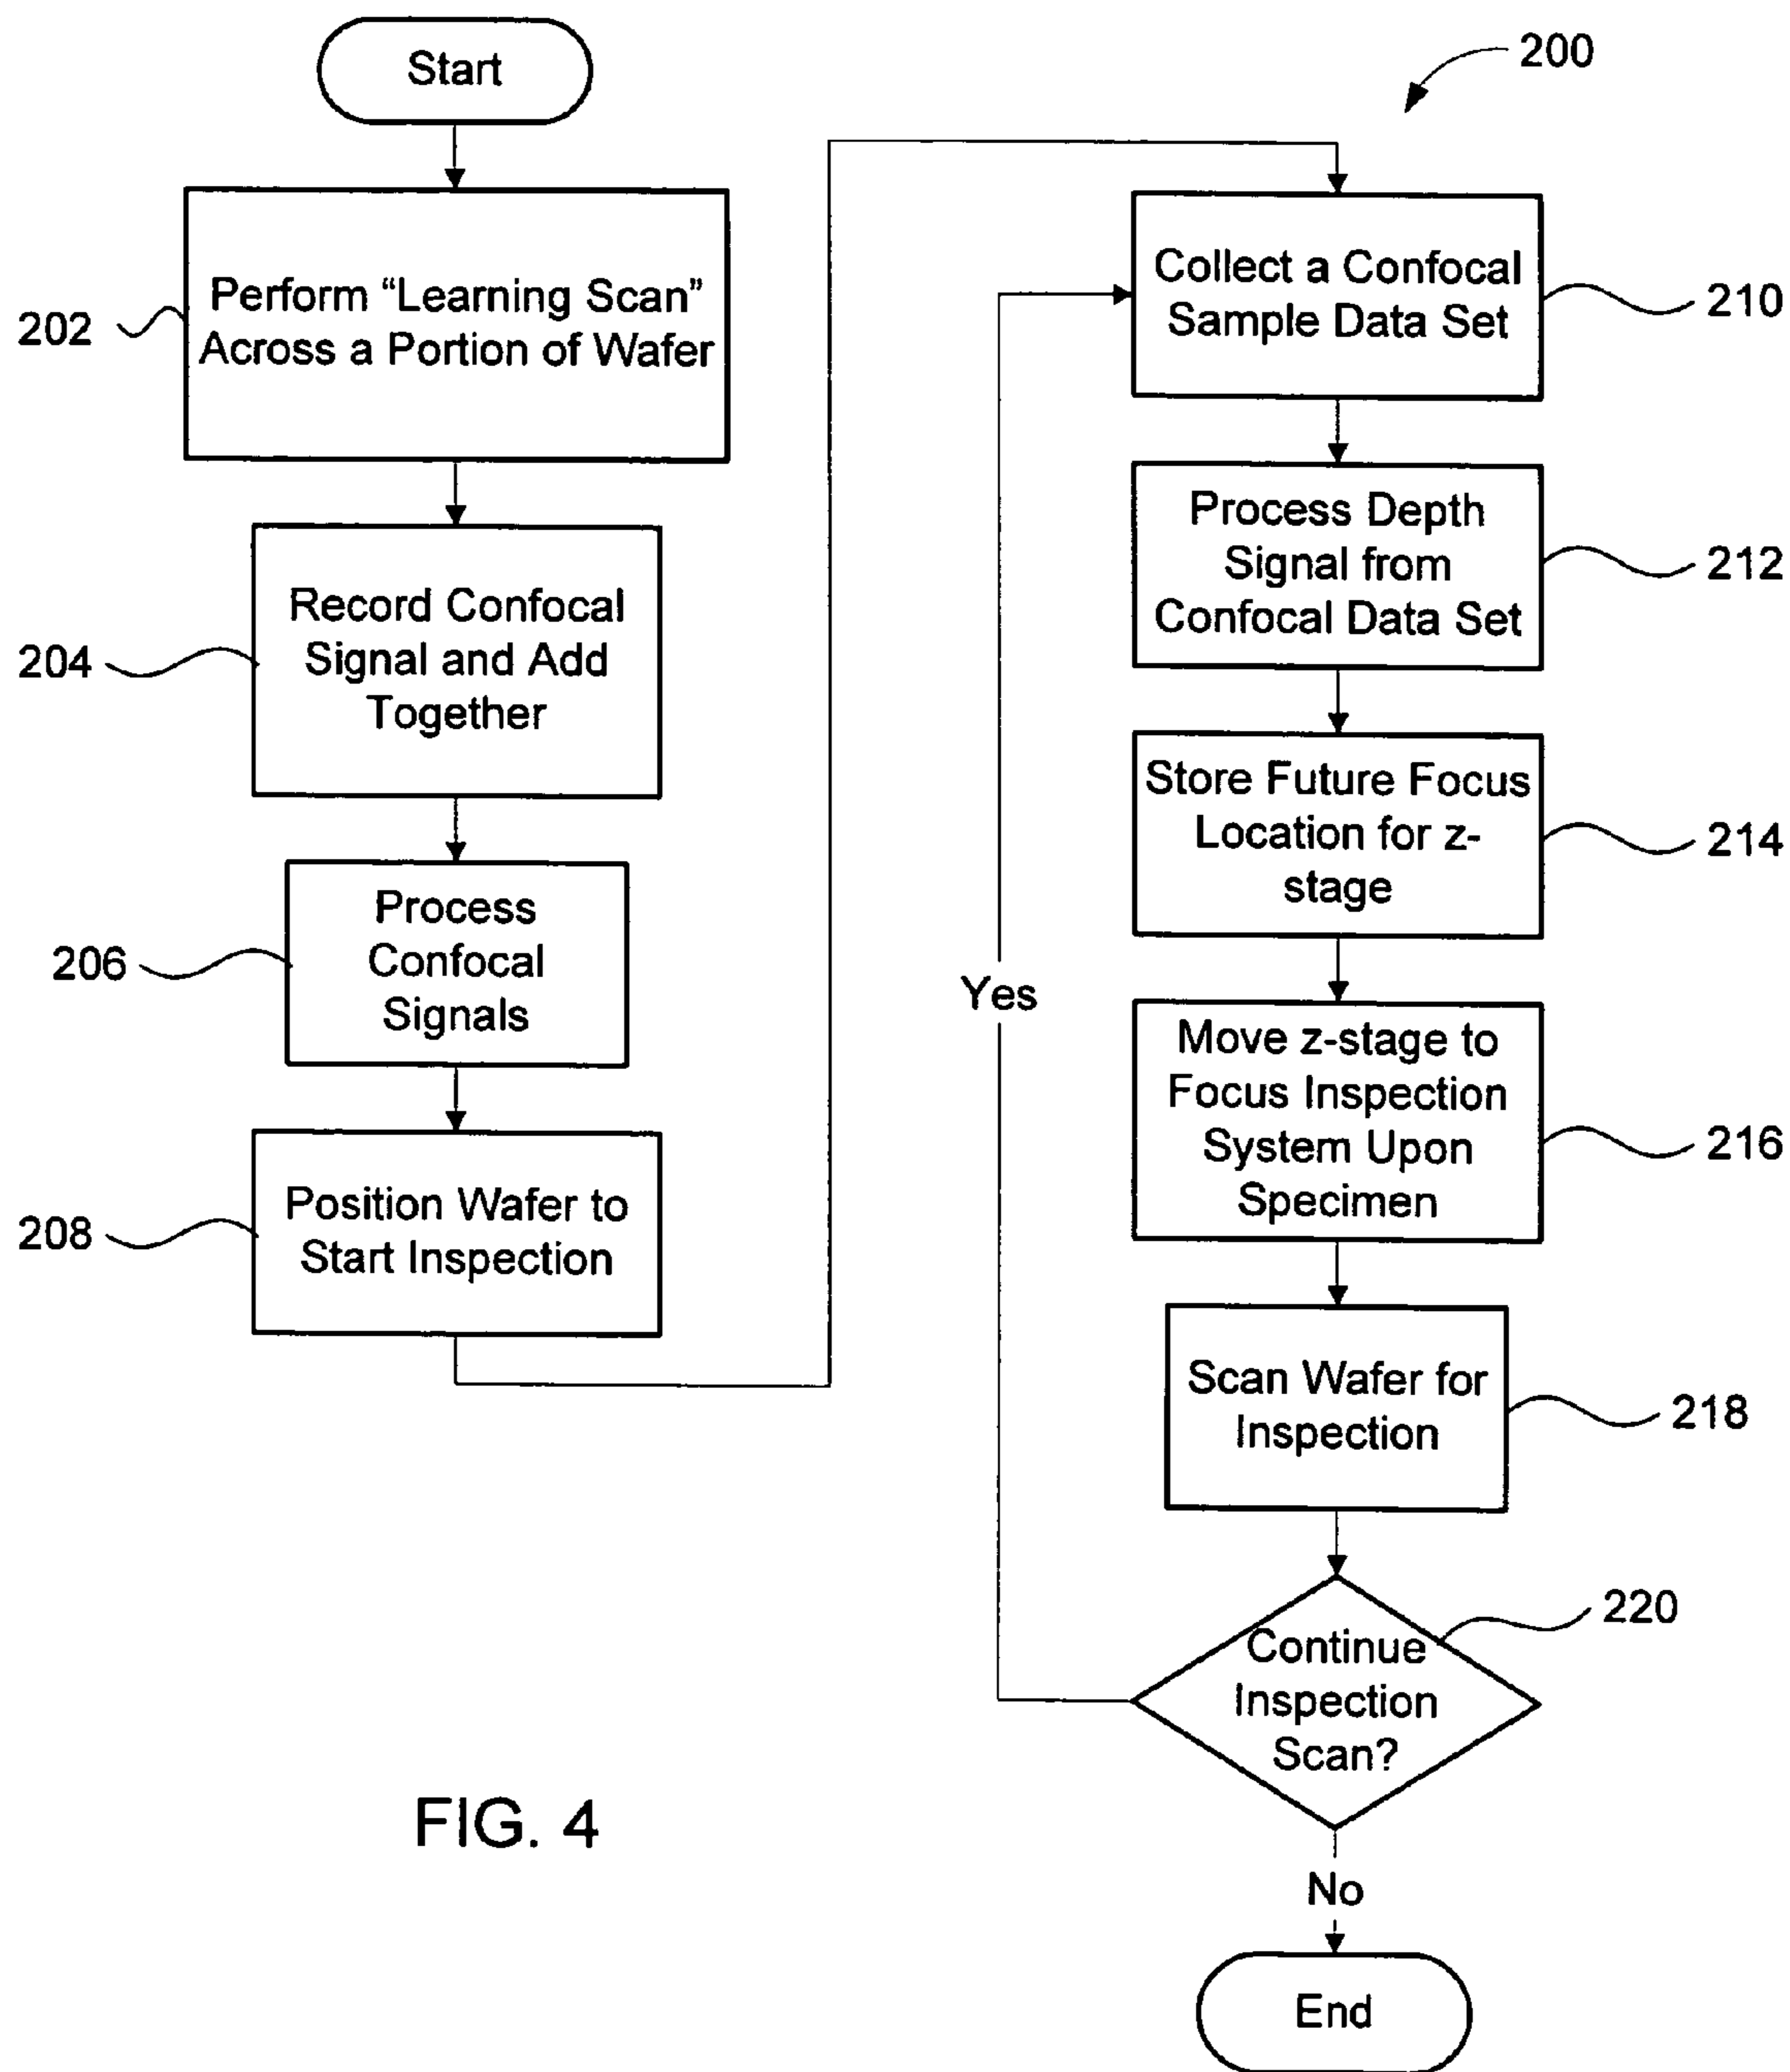 Start
200
Perform “Learning Scan”
Across a Portion of Wafer
202
Record Confocal
Signal and Add
Together
204
Process
Confocal
Signals
206
Position Wafer to
Start Inspection
208
Collect a Confocal
Sample Data Set
210
Process Depth
Signal from
Confocal Data Set
212
Store Future Focus
Location for z-
stage
214
Move z-stage to
Focus Inspection
System Upon
Specimen
216
Scan Wafer for
Inspection
218
Continue
Inspection
Scan?
220
Yes
No
End
FIG. 4